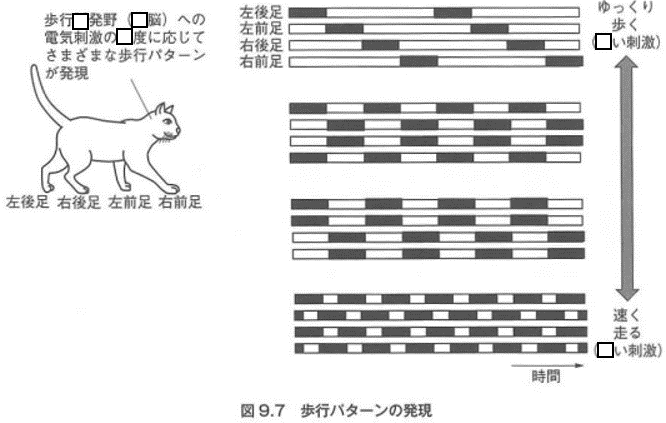 歩行□発野(□脳)への
電気刺激の□度に応じて
さまざまな歩行パターン
が発現
左後足 右後足 左前足 右前足
左後足
左前足
右後足
右前足
ゆっくり
歩く
(□い刺激)
速く
走る
(□い刺激)
時間
図9.7 歩行パターンの発現